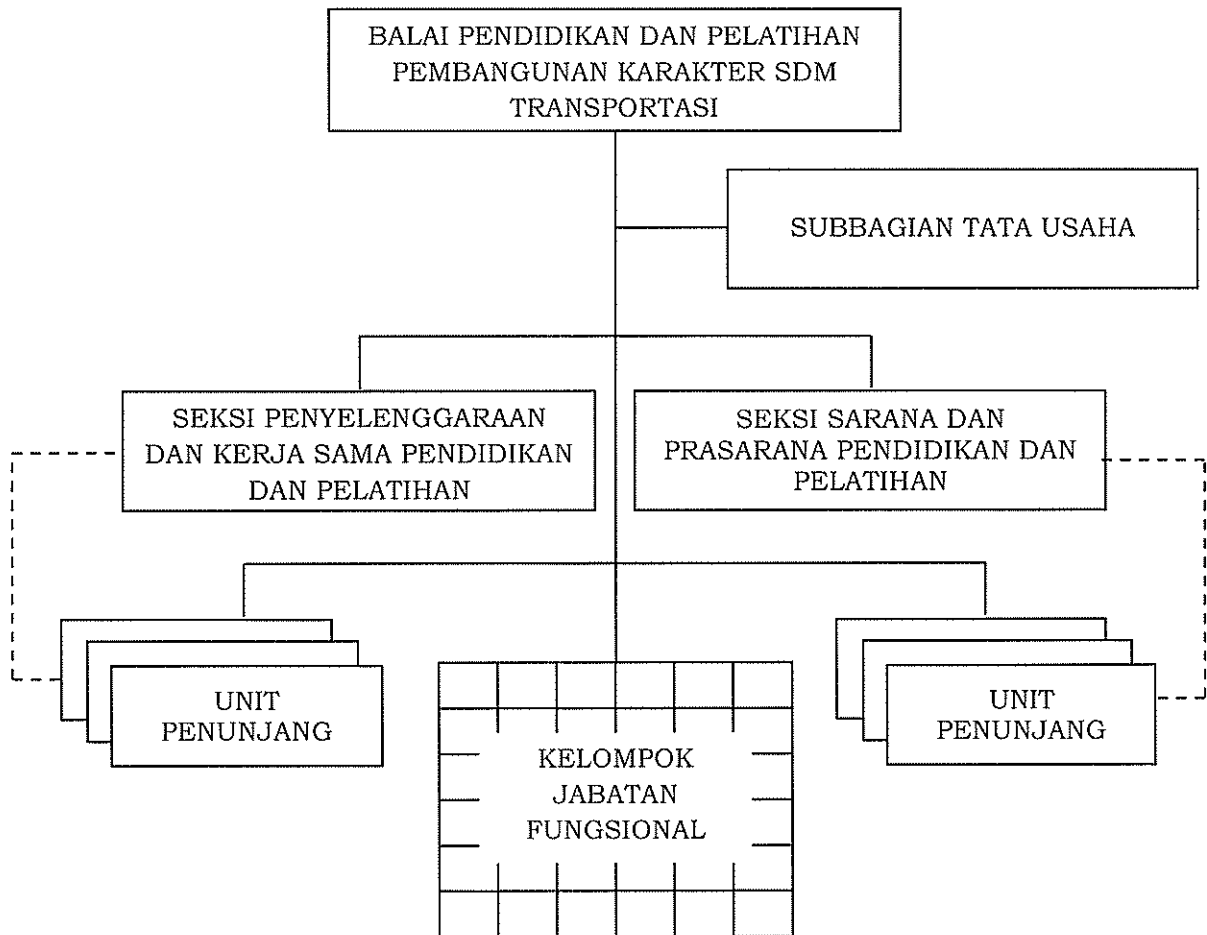 BALAI PENDIDIKAN DAN PELATIHAN
PEMBANGUNAN KARAKTER SDM
TRANSPORTASI
SUBBAGIAN TATA USAHA
SEKSI PENYELENGGARAAN
DAN KERJA SAMA PENDIDIKAN
DAN PELATIHAN
SEKSI SARANA DAN
PRASARANA PENDIDIKAN DAN
PELATIHAN
UNIT
PENUNJANG
KELOMPOK
JABATAN
FUNGSIONAL
UNIT
PENUNJANG